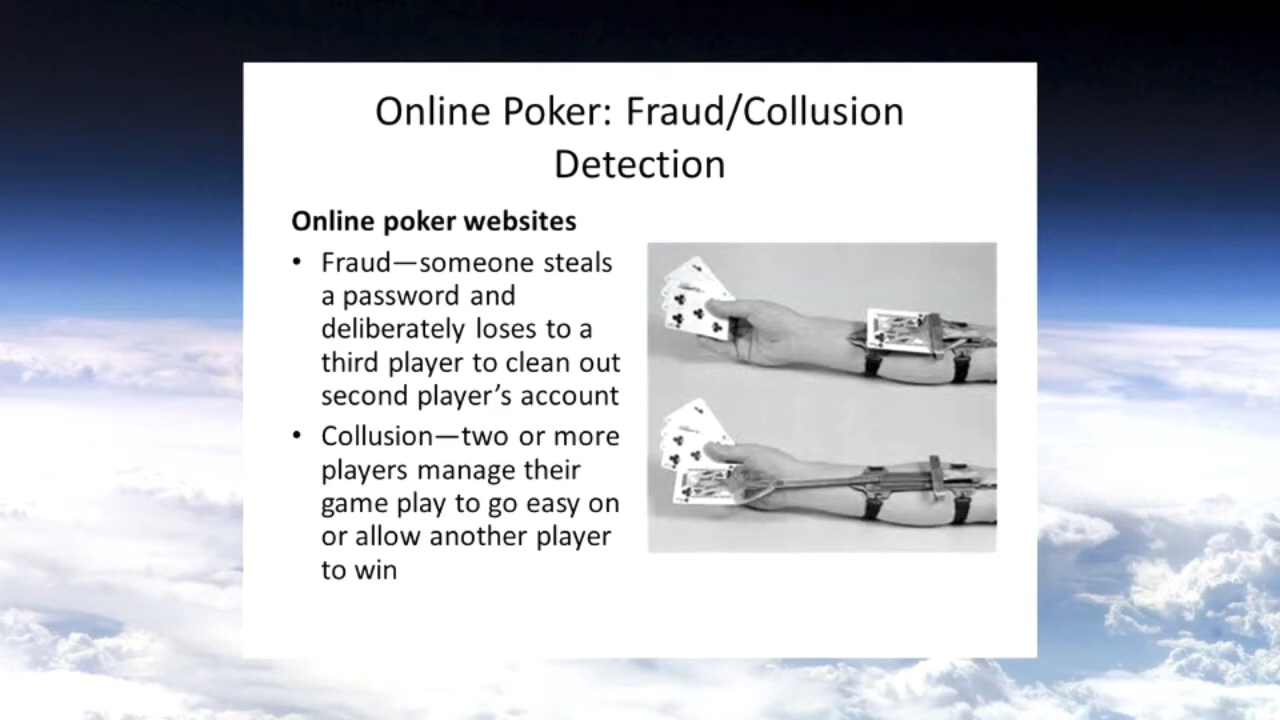 Online Poker: Fraud/Collusion
Detection
Online poker websites
• Fraud—someone steals
a password and
deliberately loses to a
third player to clean out
second player’s account
• Collusion—two or more
players manage their
game play to go easy on
or allow another player
to win